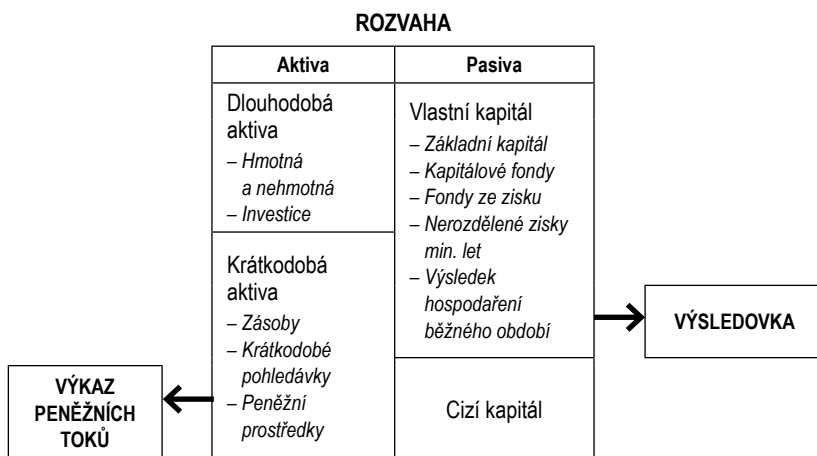 ROZVAHA
Aktiva
Pasiva
Dlouhodobá
aktiva
– Hmotná
a nehmotná
– Investice
Krátkodobá
aktiva
– Zásoby
– Krátkodobé
pohledávky
– Peněžní
prostředky
Vlastní kapitál
– Základní kapitál
– Kapitálové fondy
– Fondy ze zisku
– Nerozdělené zisky
min. let
– Výsledek
hospodaření
běžného období
Cizí kapitál
VÝSLEDOVKA
VÝKAZ
PENĚŽNÍCH
TOKŮ